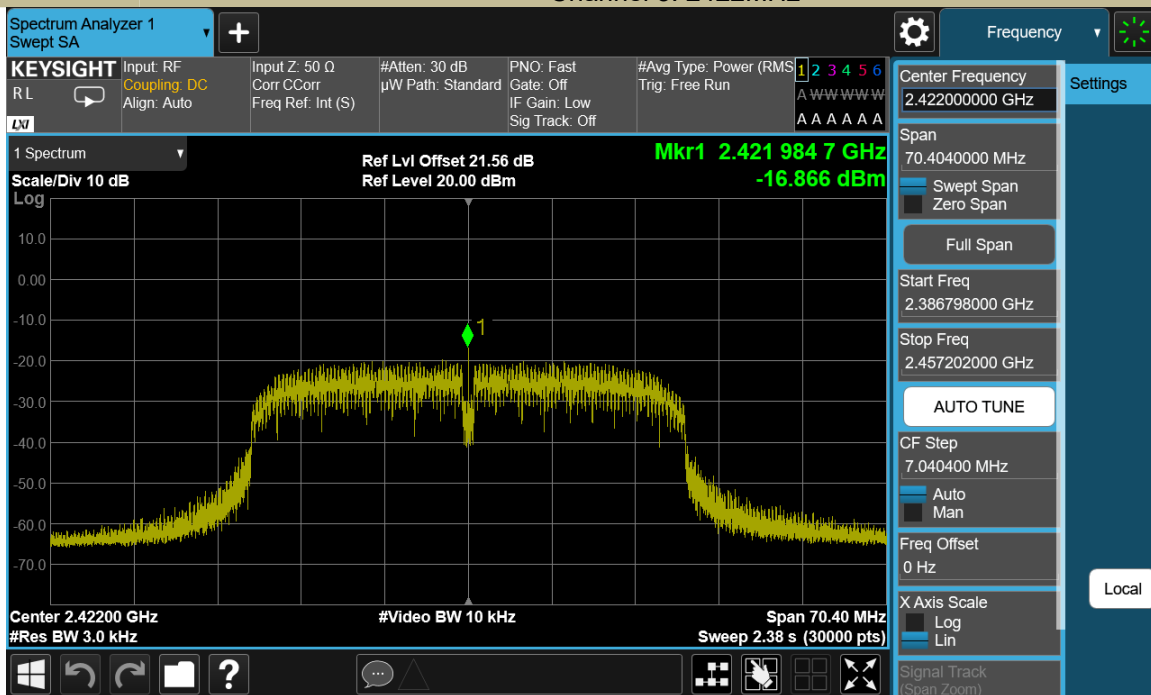 Spectrum Analyzer 1
Swept SA
+
Frequency
KEYSIGHT
RL
LXI
Input: RF
Coupling: DC
Align: Auto
Input Z: 50 Ω
Corr CCorr
Freq Ref: Int (S)
#Atten: 30 dB
µW Path: Standard
PNO: Fast
Gate: Off
IF Gain: Low
Sig Track: Off
#Avg Type: Power (RMS
Trig: Free Run
1 2 3 4 5 6
A W W W W W
A A A A A A
1 Spectrum
Scale/Div 10 dB
Log
Ref Lvl Offset 21.56 dB
Ref Level 20.00 dBm
Mkr1 2.421 984 7 GHz
-16.866 dBm
10.0
0.00
-10.0
-20.0
-30.0
-40.0
-50.0
-60.0
-70.0
1
Center 2.42200 GHz
#Res BW 3.0 kHz
#Video BW 10 kHz
Span 70.40 MHz
Sweep 2.38 s (30000 pts)
?
Center Frequency
2.422000000 GHz
Span
70.4040000 MHz
Swept Span
Zero Span
Full Span
Start Freq
2.386798000 GHz
Stop Freq
2.457202000 GHz
AUTO TUNE
CF Step
7.040400 MHz
Auto
Man
Freq Offset
0 Hz
X Axis Scale
Log
Lin
Signal Track
(Span Zoom)
Settings
Local